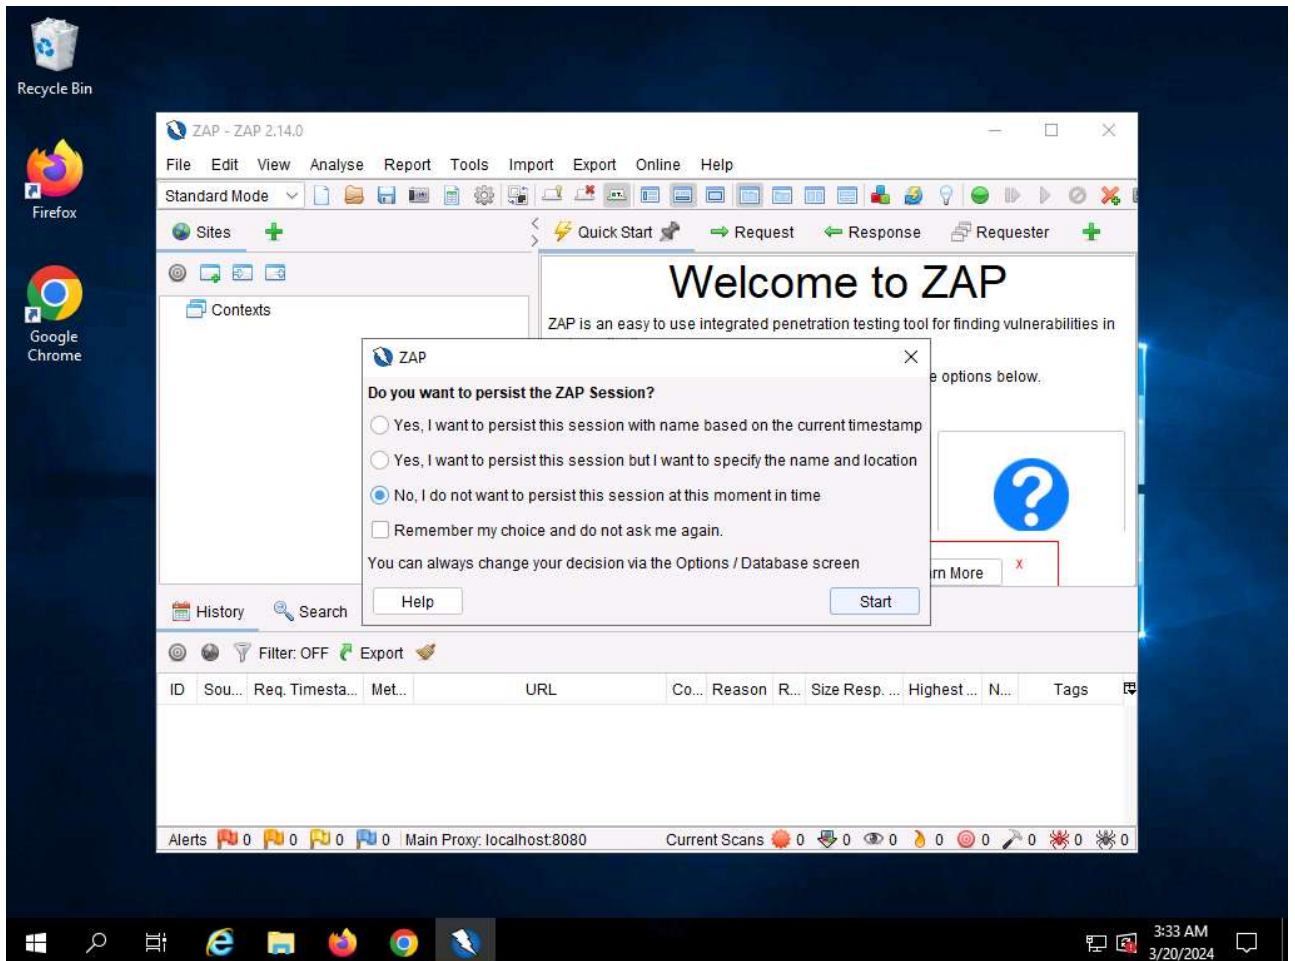 Recycle Bin
Firefox
Google
Chrome
ZAP - ZAP 2.14.0
File Edit View Analyse Report Tools Import Export Online Help
Standard Mode
Sites
Quick Start Request Response Requester
Contexts
Welcome to ZAP
ZAP is an easy to use integrated penetration testing tool for finding vulnerabilities in
e options below.
ZAP
Do you want to persist the ZAP Session?
Yes, I want to persist this session with name based on the current timestamp
Yes, I want to persist this session but I want to specify the name and location
No, I do not want to persist this session at this moment in time
Remember my choice and do not ask me again.
You can always change your decision via the Options / Database screen
Help Start
rn More x
History Search
Filter: OFF Export
ID Sou... Req. Timesta... Met... URL Co... Reason R... Size Resp. ... Highest ... N... Tags
Alerts 0 0 0 0 Main Proxy: localhost:8080 Current Scans 0 0 0 0 0 0 0 0
3:33 AM
3/20/2024